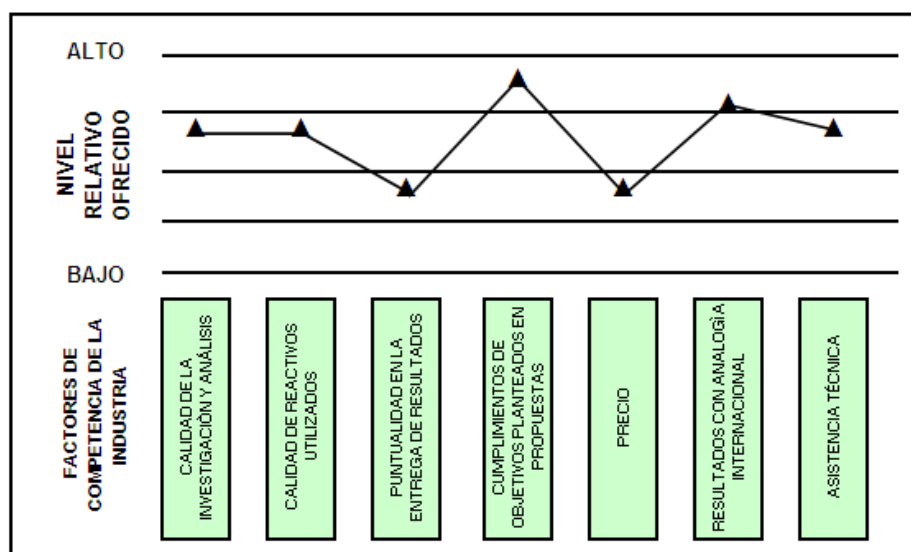 ALTO
NIVEL
RELATIVO
OFRECIDO
BAJO
FACTORES DE
COMPETENCIA DE LA
INDUSTRIA
CALIDAD DE LA
INVESTIGACIÓN Y ANÁLISIS
CALIDAD DE REACTIVOS
UTILIZADOS
PUNTUALIDAD EN LA
ENTREGA DE RESULTADOS
CUMPLIMIENTOS DE
OBJETIVOS PLANTEADOS EN
PROPUESTAS
PRECIO
RESULTADOS CON ANALOGÌA
INTERNACIONAL
ASISTENCIA TÉCNICA